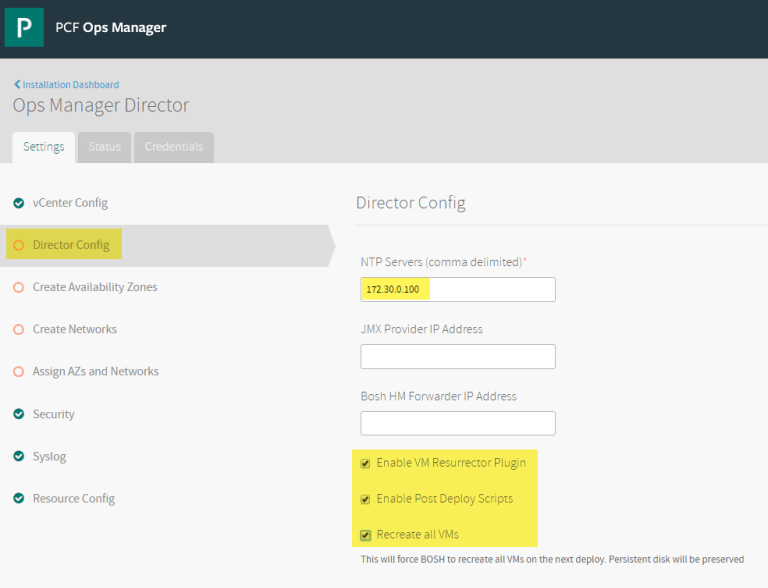 PCF Ops Manager
Installation Dashboard
Ops Manager Director
Settings
Status
Credentials
vCenter Config
Director Config
Create Availability Zones
Create Networks
Assign AZs and Networks
Security
Syslog
Resource Config
Director Config
NTP Servers (comma delimited)*
172.30.0.100
JMX Provider IP Address
Bosh HM Forwarder IP Address
Enable VM Resurrector Plugin
Enable Post Deploy Scripts
Recreate all VMs
This will force BOSH to recreate all VMs on the next deploy. Persistent disk will be preserved